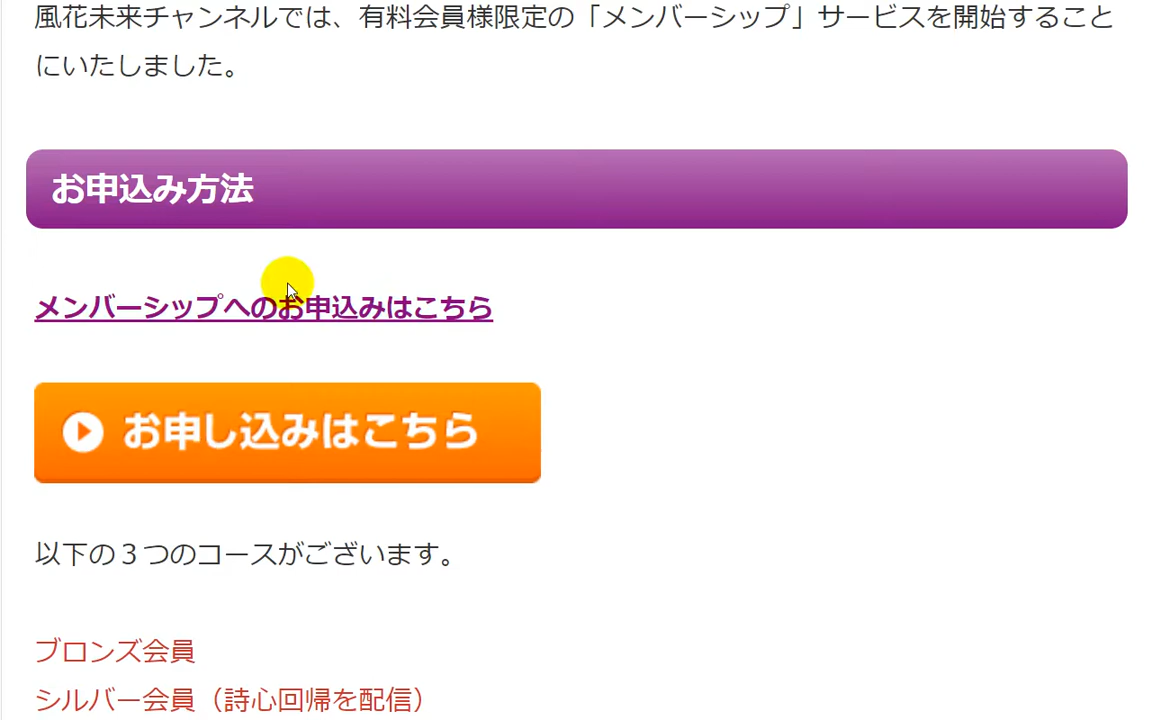 風花未来チャンネルでは、有料会員様限定の「メンバーシップ」サービスを開始すること
にいたしました。
お申込み方法
メンバーシップへのお申込みはこちら
お申し込みはこちら
以下の３つのコースがございます。
ブロンズ会員
シルバー会員（詩心回帰を配信）